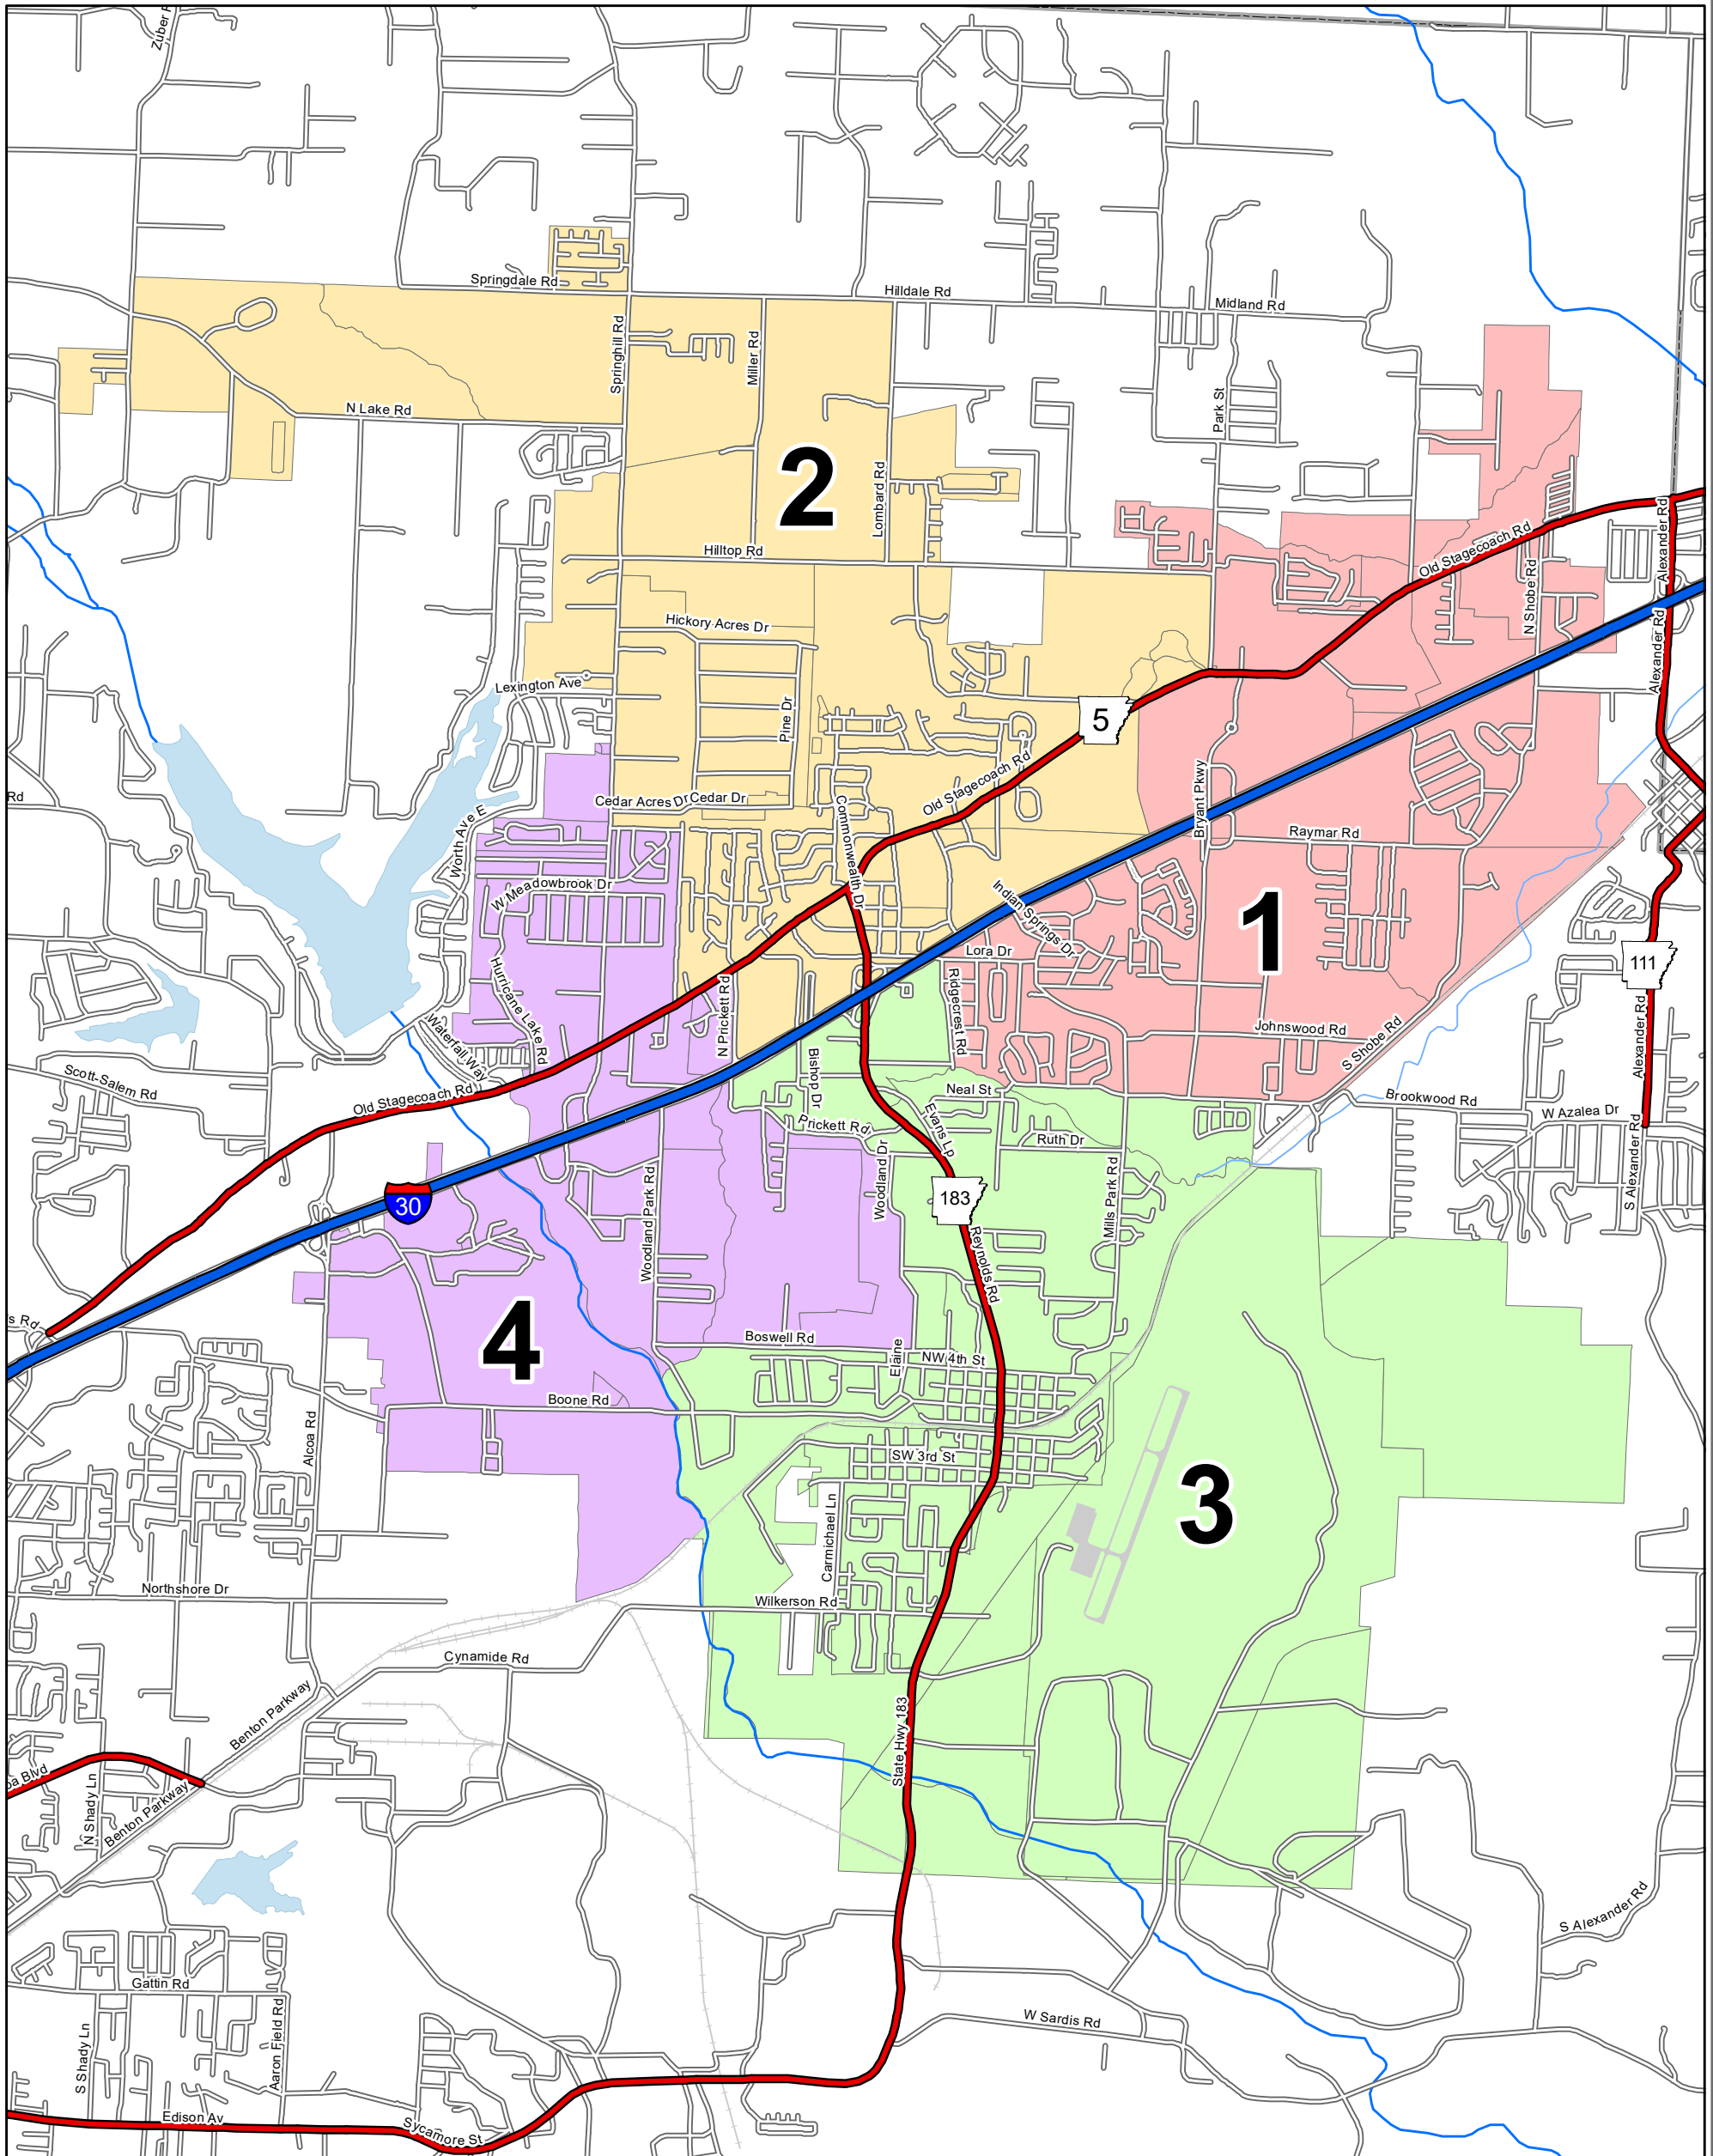 Zuber R
Springdale Rd
Hilldale Rd
Midland Rd
Springhill Rd
Miller Rd
N Lake Rd
Park St
2
Lombard Rd
Hilltop Rd
Old Stagecoach Rd
Alexander Rd
N Shobe Rd
Hickory Acres Dr
Alexander Rd
Lexington Ave
Pine Dr
5
Old Stagecoach Rd
Rd
Cedar Acres Dr
Cedar Dr
Commonwealth Dr
Bryant Pkwy
Raymar Rd
Worth Ave E
W Meadowbrook Dr
Indian Springs Dr
1
Lora Dr
111
Hurricane Lake Rd
N Prickett Rd
Ridgecrest Rd
Johnswood Rd
S Shobe Rd
Alexander Rd
Waterfall Way
Scott-Salem Rd
Old Stagecoach Rd
Bishop Dr
Neal St
Brookwood Rd
W Azalea Dr
Evans Lp
Prickett Rd
Ruth Dr
Woodland Dr
S Alexander Rd
30
183
Mills Park Rd
Woodland Park Rd
Reynolds Rd
s Rd
4
Boswell Rd
Elaine
NW 4th St
Boone Rd
Alcoa Rd
SW 3rd St
3
Carmichael Ln
Northshore Dr
Wilkerson Rd
Cynamide Rd
Benton Parkway
State Hwy 183
oa Blvd
N Shady Ln
Benton Parkway
S Alexander Rd
Gattin Rd
S Shady Ln
Aaron Field Rd
W Sardis Rd
Edison Av
Sycamore St